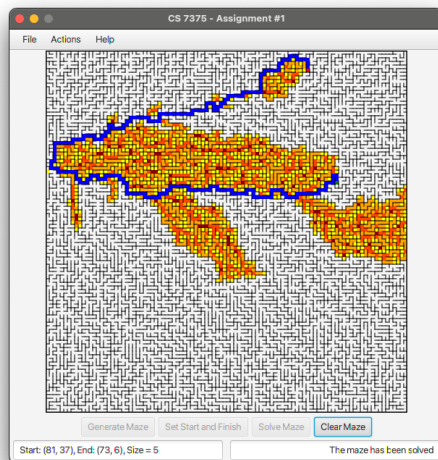 CS 7375 - Assignment #1
File Actions Help
Generate Maze Set Start and Finish Solve Maze Clear Maze
Start: (81, 37), End: (73, 6), Size = 5 The maze has been solved